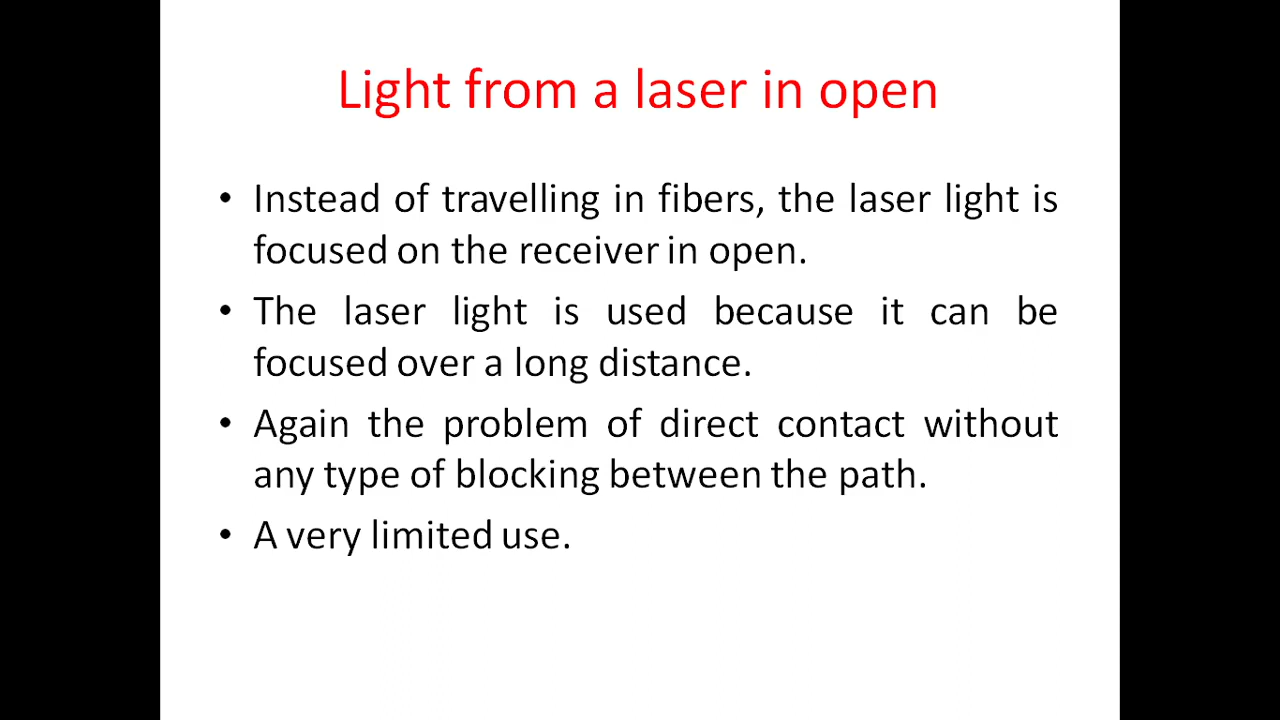 Light from a laser in open
• Instead of travelling in fibers, the laser light is
focused on the receiver in open.
• The laser light is used because it can be
focused over a long distance.
• Again the problem of direct contact without
any type of blocking between the path.
• A very limited use.